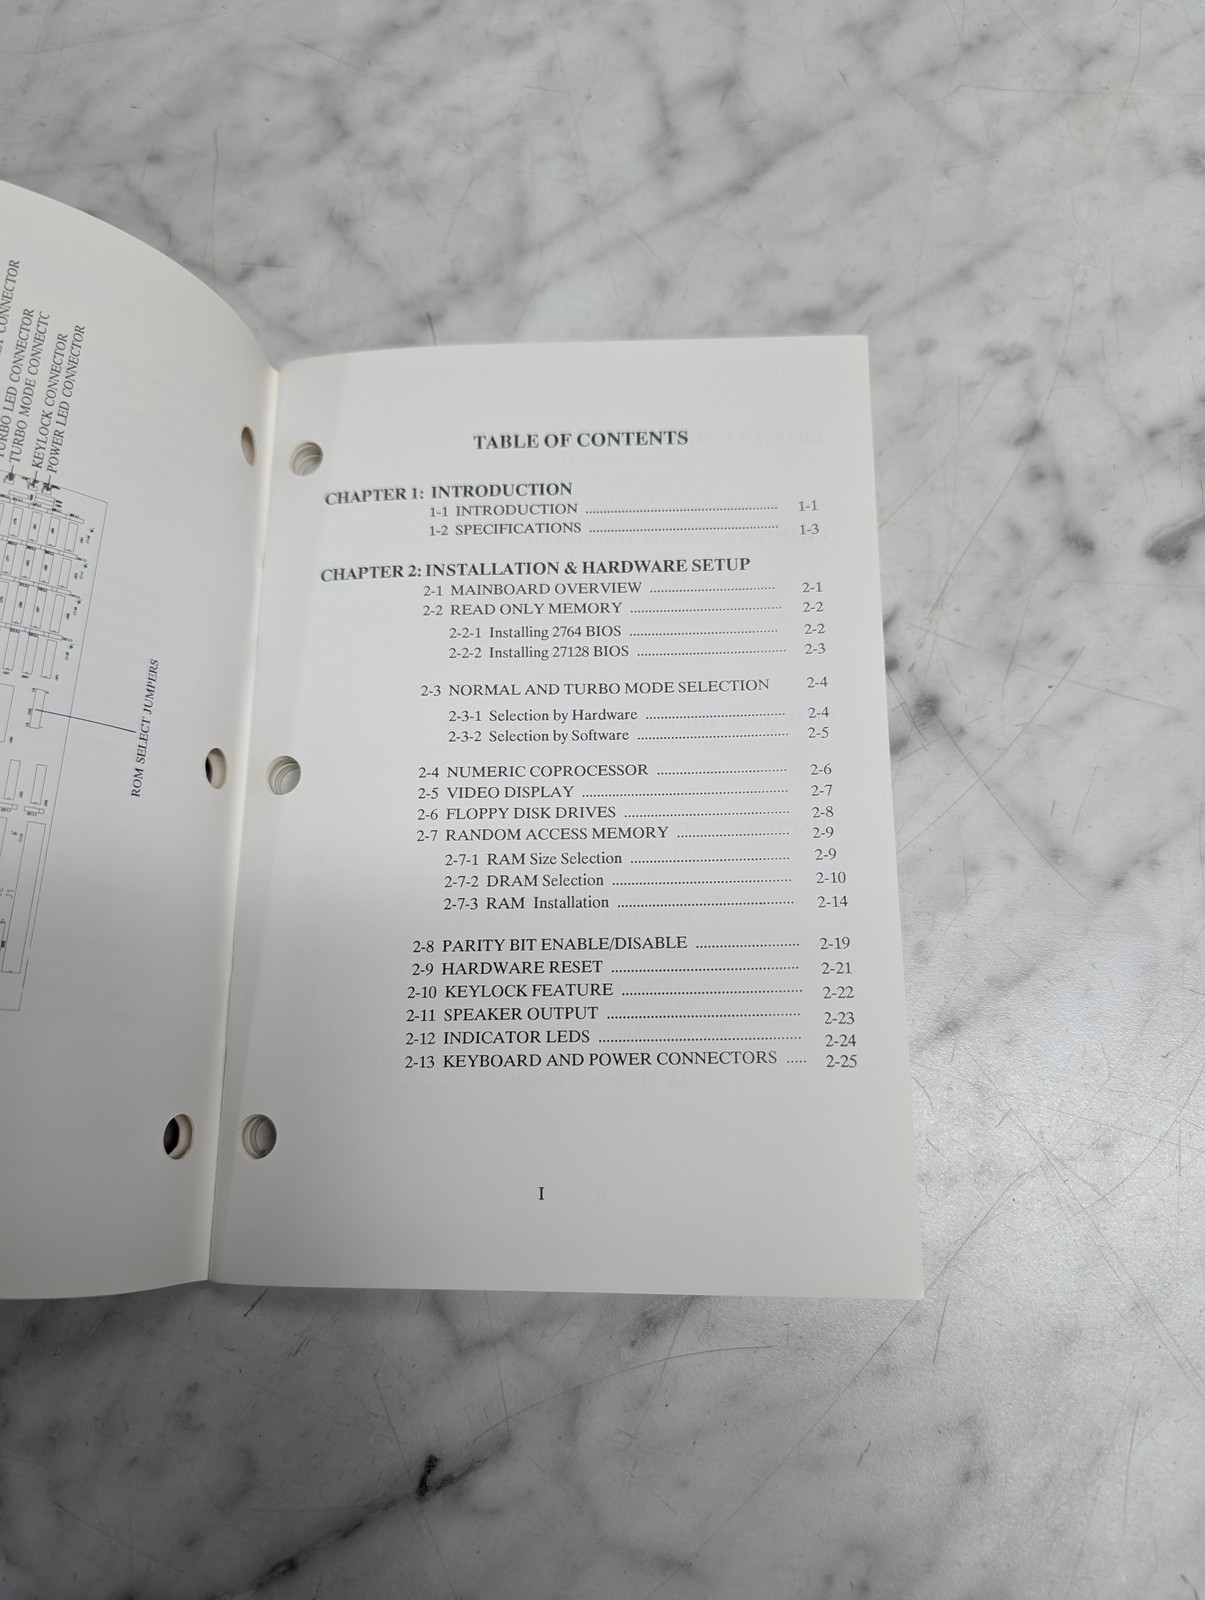 CONNECTOR
TURBO LED CONNECTOR
TURBO MODE CONNECTO
KEYLOCK CONNECTOR
POWER LED CONNECTOR
ROM SELECT JUMPERS
TABLE OF CONTENTS
CHAPTER 1: INTRODUCTION
1-1 INTRODUCTION ........................ 1-1
1-2 SPECIFICATIONS ........................ 1-3
CHAPTER 2: INSTALLATION & HARDWARE SETUP
2-1 MAINBOARD OVERVIEW ........................ 2-1
2-2 READ ONLY MEMORY ........................ 2-2
2-2-1 Installing 2764 BIOS ........................ 2-2
2-2-2 Installing 27128 BIOS ........................ 2-3
2-3 NORMAL AND TURBO MODE SELECTION 2-4
2-3-1 Selection by Hardware ........................ 2-4
2-3-2 Selection by Software ........................ 2-5
2-4 NUMERIC COPROCESSOR ........................ 2-6
2-5 VIDEO DISPLAY ........................ 2-7
2-6 FLOPPY DISK DRIVES ........................ 2-8
2-7 RANDOM ACCESS MEMORY ........................ 2-9
2-7-1 RAM Size Selection ........................ 2-9
2-7-2 DRAM Selection ........................ 2-10
2-7-3 RAM Installation ........................ 2-14
2-8 PARITY BIT ENABLE/DISABLE ........................ 2-19
2-9 HARDWARE RESET ........................ 2-21
2-10 KEYLOCK FEATURE ........................ 2-22
2-11 SPEAKER OUTPUT ........................ 2-23
2-12 INDICATOR LEDS ........................ 2-24
2-13 KEYBOARD AND POWER CONNECTORS ..... 2-25
I